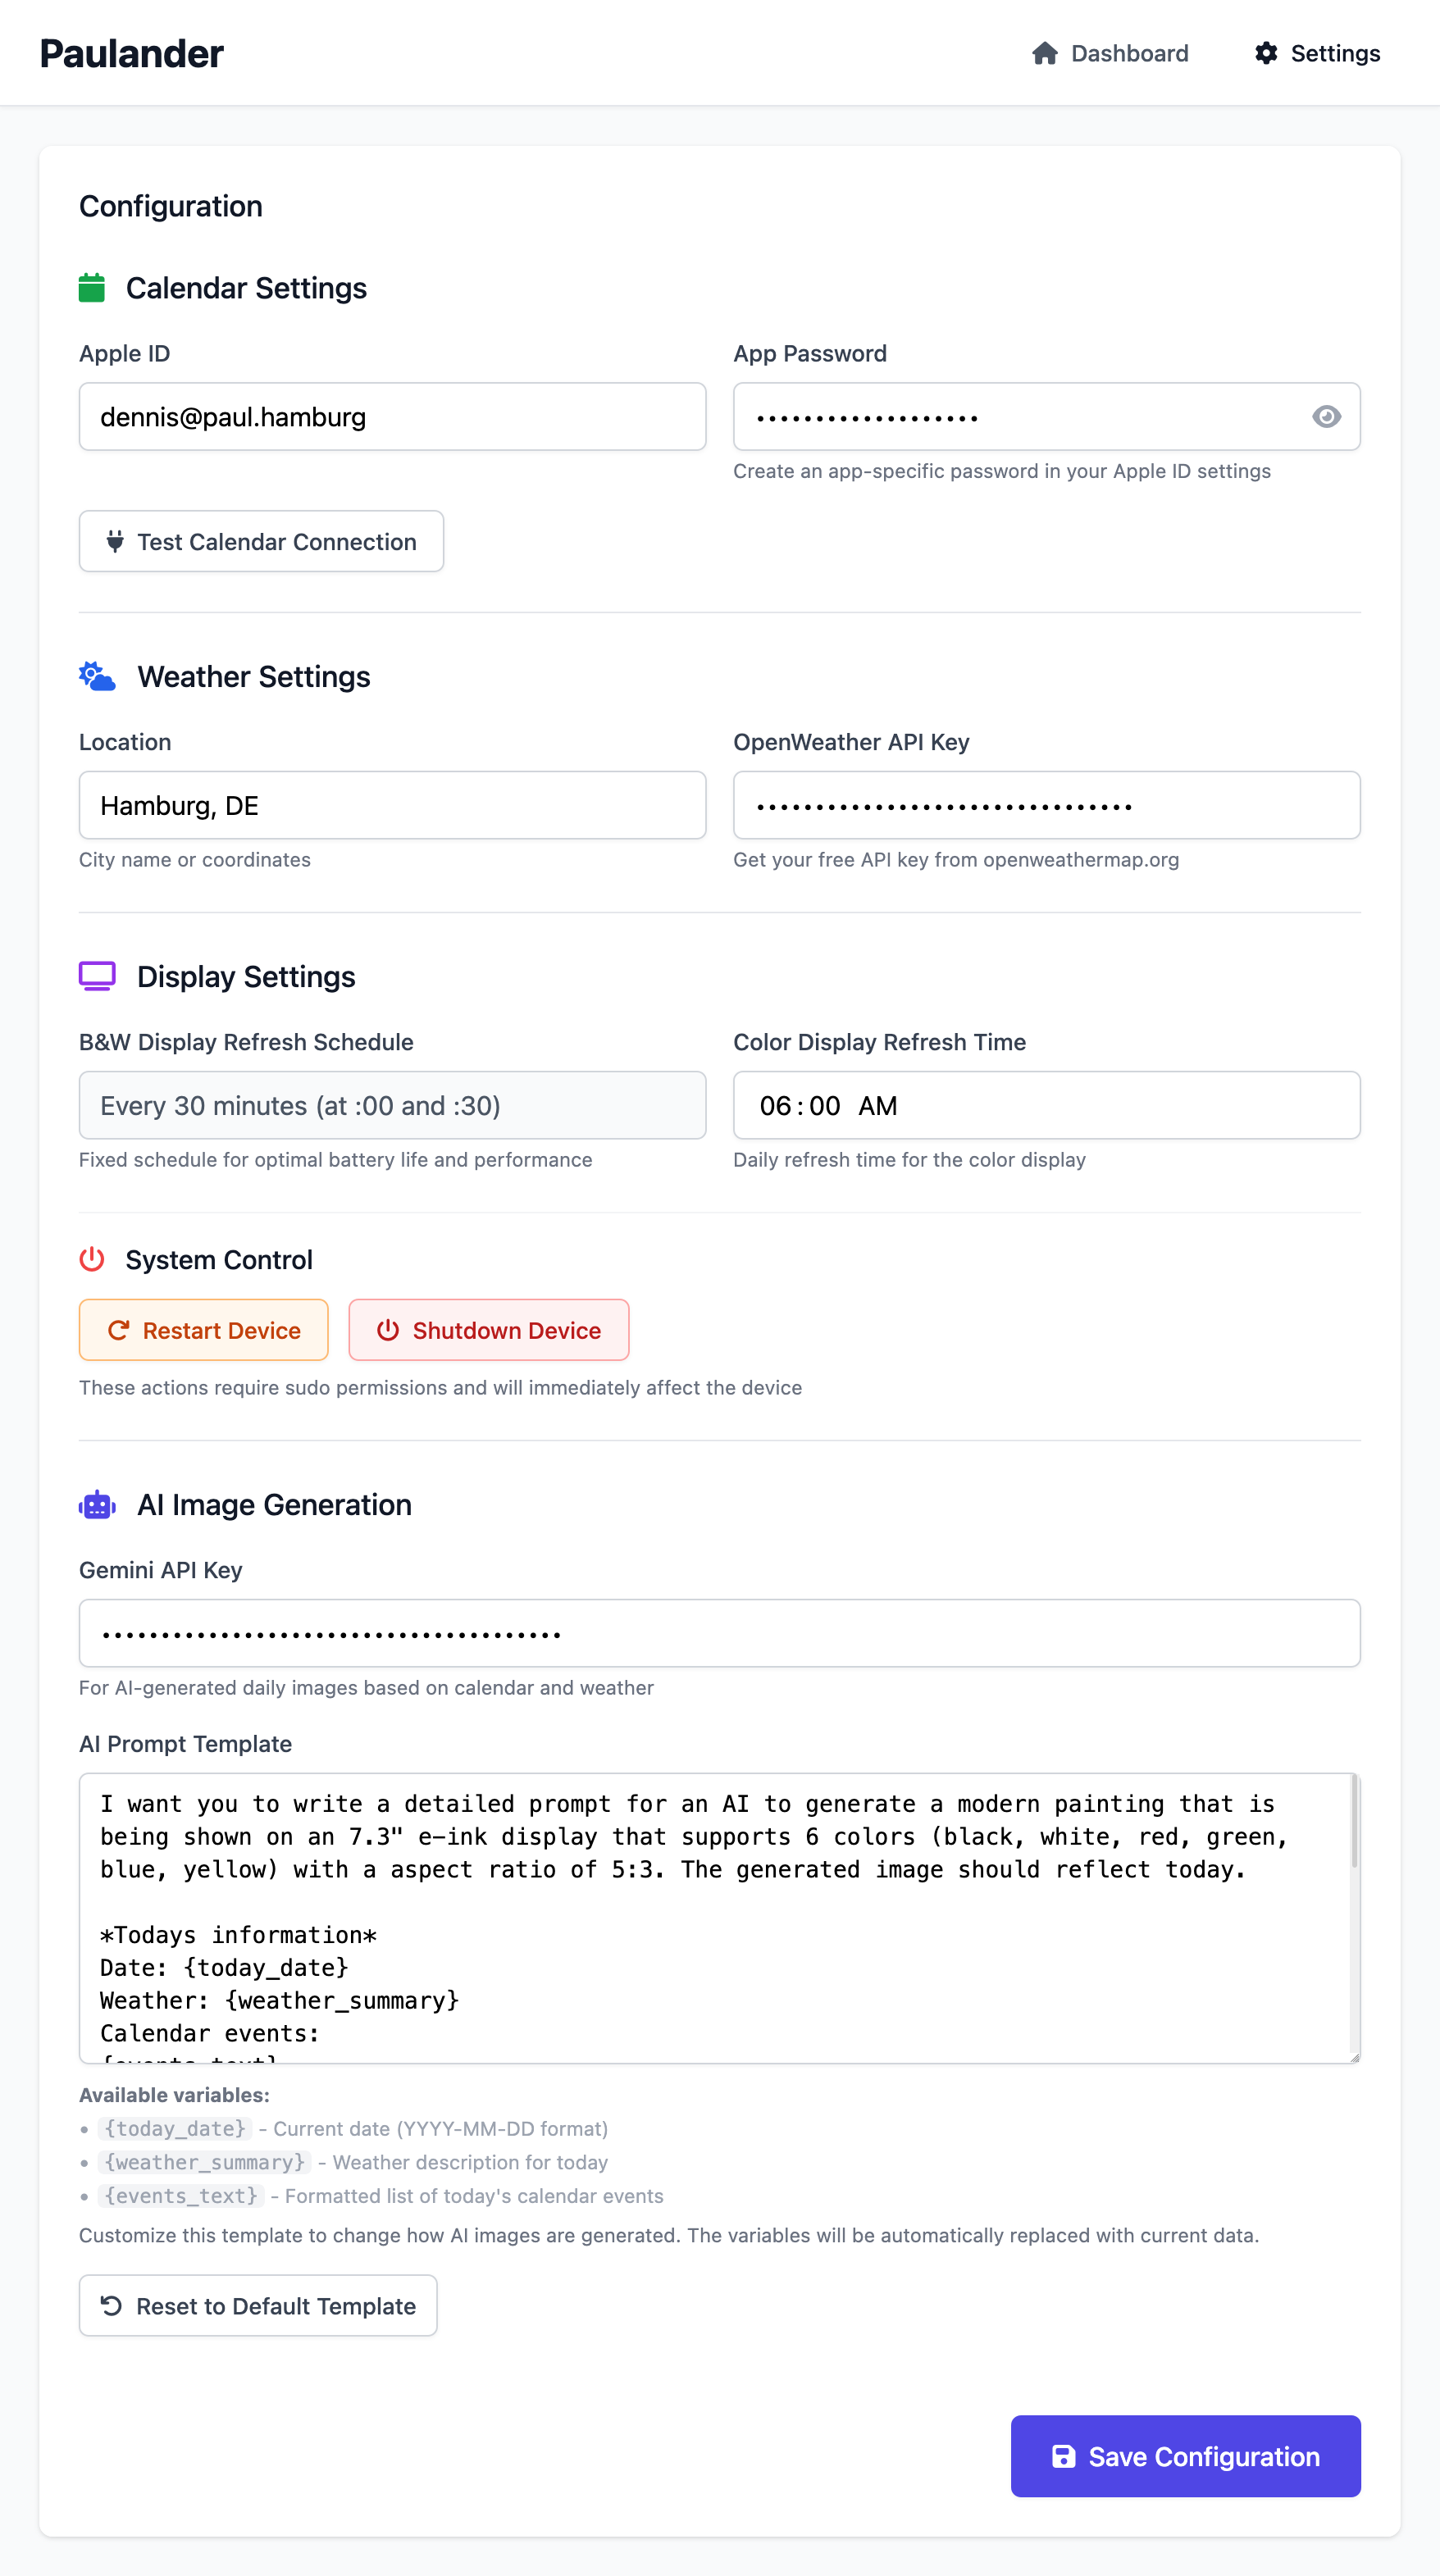 Paulander
Dashboard
Settings
Configuration
Calendar Settings
Apple ID
App Password
dennis@paul.hamburg
•••••••••••••••••••
Create an app-specific password in your Apple ID settings
Test Calendar Connection
Weather Settings
Location
OpenWeather API Key
Hamburg, DE
••••••••••••••••••••••••••••••••
City name or coordinates
Get your free API key from openweathermap.org
Display Settings
B&W Display Refresh Schedule
Color Display Refresh Time
Every 30 minutes (at :00 and :30)
06:00 AM
Fixed schedule for optimal battery life and performance
Daily refresh time for the color display
System Control
Restart Device
Shutdown Device
These actions require sudo permissions and will immediately affect the device
AI Image Generation
Gemini API Key
•••••••••••••••••••••••••••••••••••••••
For AI-generated daily images based on calendar and weather
AI Prompt Template
I want you to write a detailed prompt for an AI to generate a modern painting that is
being shown on an 7.3" e-ink display that supports 6 colors (black, white, red, green,
blue, yellow) with a aspect ratio of 5:3. The generated image should reflect today.
*Todays information*
Date: {today_date}
Weather: {weather_summary}
Calendar events:
{events_text}
Available variables:
• {today_date} - Current date (YYYY-MM-DD format)
• {weather_summary} - Weather description for today
• {events_text} - Formatted list of today's calendar events
Customize this template to change how AI images are generated. The variables will be automatically replaced with current data.
Reset to Default Template
Save Configuration